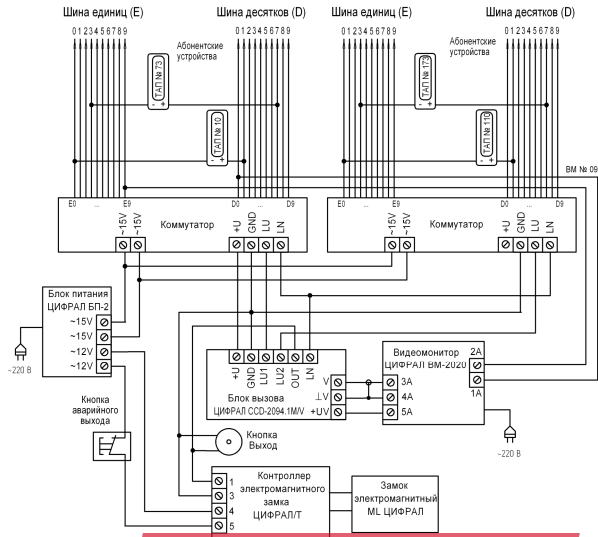 Шина единиц (E) Шина десятков (D) Шина единиц (E) Шина десятков (D)
0123456789 0123456789 0123456789 0123456789
Абонентские
устройства
Абонентские
устройства
ТАП № 73
- +
ТАП № 173
- +
ТАП № 10
- +
ТАП № 110
- +
ВМ № 09
E0 ... E9 D0 ... D9
E0 ... E9 D0 ... D9
~15V ~15V Коммутатор +U GND LU LN
~15V ~15V Коммутатор +U GND LU LN
Блок питания
ЦИФРАЛ БП-2
~15V
~15V
~12V
~12V
~220 В
+U GND LU1 LU2 OUT LN
Блок вызова
ЦИФРАЛ CCD-2094.1M/V
V
⊥V
+UV
Видеомонитор 2A
ЦИФРАЛ ВМ-2020
1A
3A
4A
5A
~220 В
Кнопка
аварийного
выхода
Кнопка
Выход
1
3
4
5
Контроллер
электромагнитного
замка
ЦИФРАЛ/Т
Замок
электромагнитный
ML ЦИФРАЛ